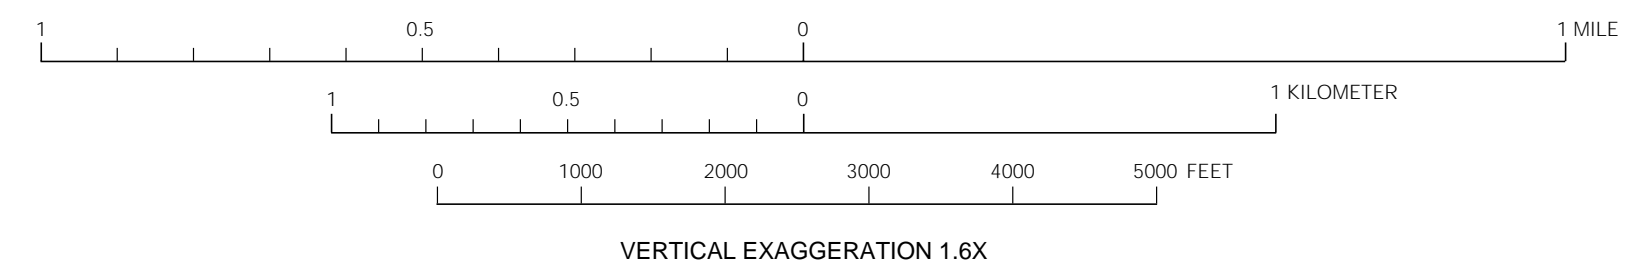 1 0.5 0 1 MILE
1 0.5 0 1 KILOMETER
0 1000 2000 3000 4000 5000 FEET
VERTICAL EXAGGERATION 1.6X